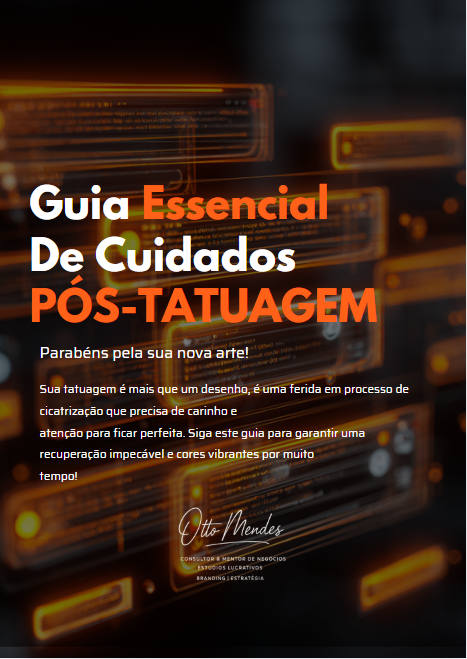 Guia Essencial
De Cuidados
PÓS-TATUAGEM
Parabéns pela sua nova arte!
Sua tatuagem é mais que um desenho, é uma ferida em processo de
cicatrização que precisa de carinho e
atenção para ficar perfeita. Siga este guia para garantir uma
recuperação impecável e cores vibrantes por muito
tempo!
Otto Mendes
CONSULTOR & MENTOR DE NEGÓCIOS
ESTÚDIOS LUCRATIVOS
BRANDING | ESTRATÉGIA